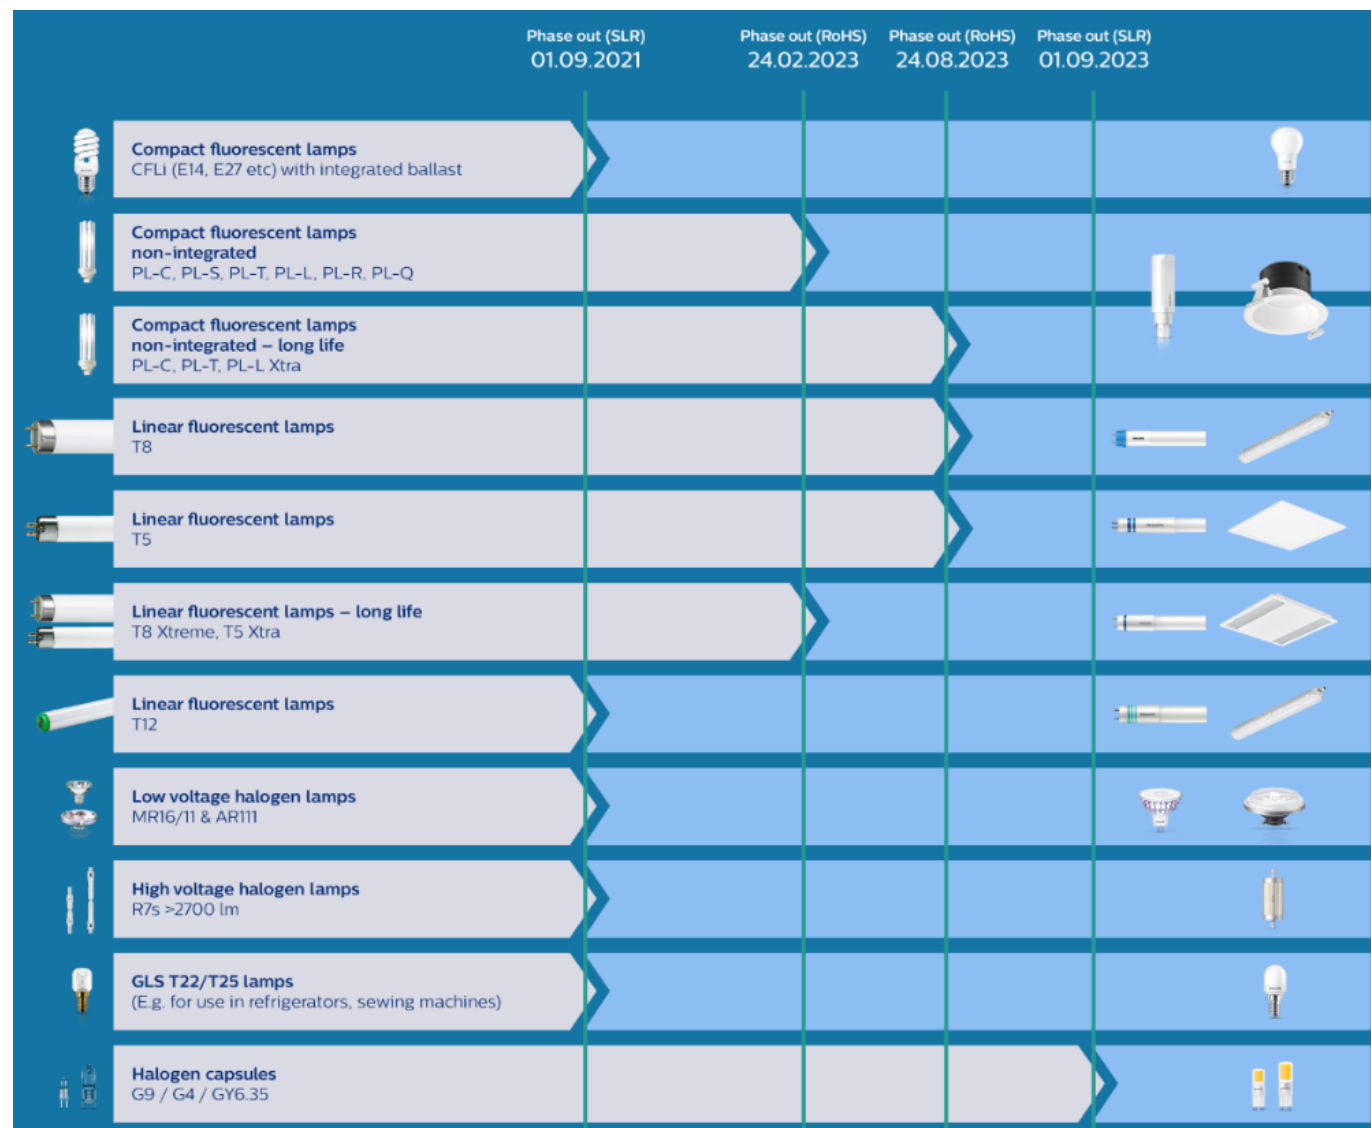 Phase out (SLR)
01.09.2021
Phase out (RoHS)
24.02.2023
Phase out (RoHS)
24.08.2023
Phase out (SLR)
01.09.2023
Compact fluorescent lamps
CFLi (E14, E27 etc) with integrated ballast
Compact fluorescent lamps
non-integrated
PL-C, PL-S, PL-T, PL-L, PL-R, PL-Q
Compact fluorescent lamps
non-integrated – long life
PL-C, PL-T, PL-L Xtra
Linear fluorescent lamps
T8
Linear fluorescent lamps
T5
Linear fluorescent lamps – long life
T8 Xtreme, T5 Xtra
Linear fluorescent lamps
T12
Low voltage halogen lamps
MR16/11 & AR111
High voltage halogen lamps
R7s >2700 lm
GLS T22/T25 lamps
(E.g. for use in refrigerators, sewing machines)
Halogen capsules
G9 / G4 / GY6.35